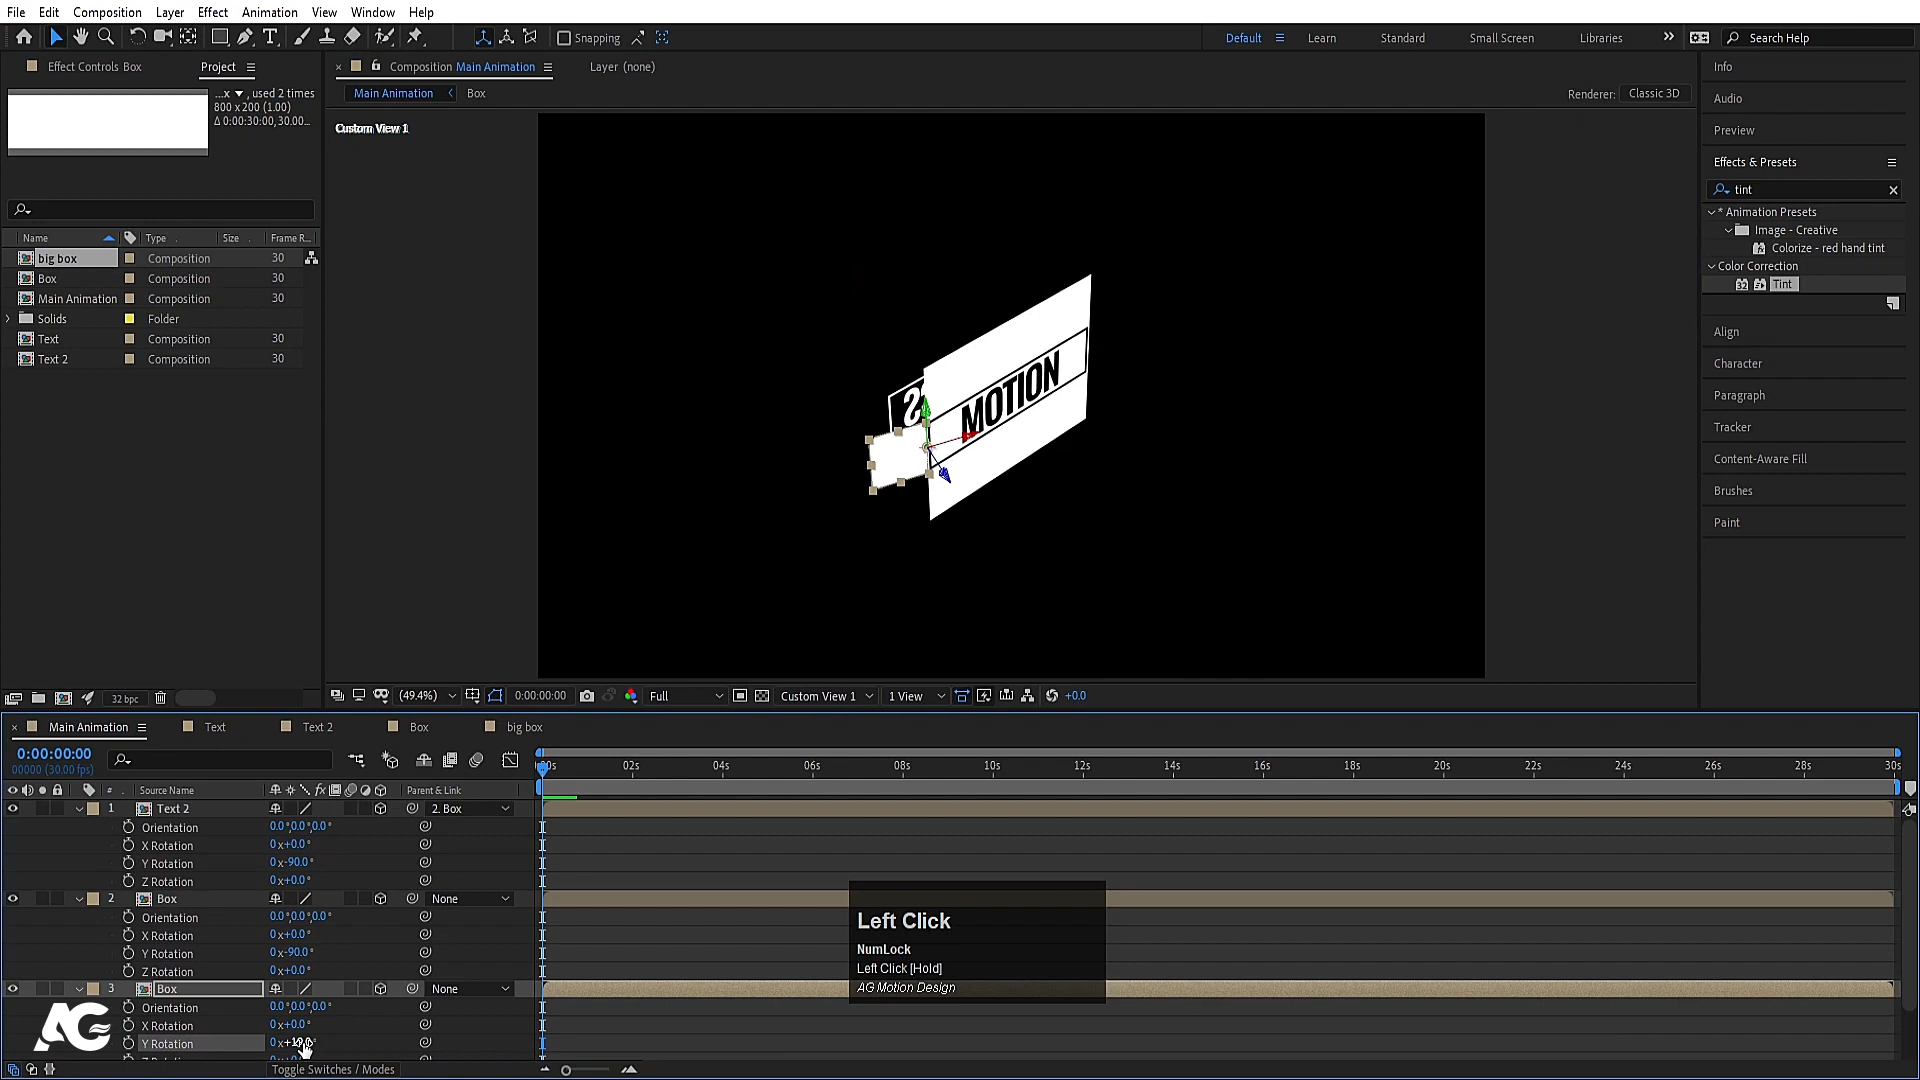 File Edit Composition Layer Effect Animation View Window Help
Snapping
Default Learn Standard Small Screen Libraries Search Help
Effect Controls Box Project
Composition Main Animation Layer (none)
Main Animation Box
Renderer: Classic 3D
...x ▼, used 2 times
800 x 200 (1.00)
Δ 0:00:30:00, 30.00...
Custom View 1
Name Type Size Frame R...
big box Composition 30
Box Composition 30
Main Animation Composition 30
Solids Folder
Text Composition 30
Text 2 Composition 30
MOTION
Info
Audio
Preview
Effects & Presets
tint
* Animation Presets
Image - Creative
Colorize - red hand tint
Color Correction
32 Tint
Align
Character
Paragraph
Tracker
Content-Aware Fill
Brushes
Paint
32 bpc
(49.4%) 0:00:00:00 Full Custom View 1 1 View +0.0
Main Animation Text Text 2 Box big box
0:00:00:00
00000 (30.00 fps)
02s 04s 06s 08s 10s 12s 14s 16s 18s 20s 22s 24s 26s 28s 30s
# Source Name Parent & Link
1 Text 2 2. Box
Orientation 0.0°,0.0°,0.0°
X Rotation 0x+0.0°
Y Rotation 0x-90.0°
Z Rotation 0x+0.0°
2 Box None
Orientation 0.0°,0.0°,0.0°
X Rotation 0x+0.0°
Y Rotation 0x-90.0°
Z Rotation 0x+0.0°
3 Box None
Orientation 0.0°,0.0°,0.0°
X Rotation 0x+0.0°
Y Rotation
Toggle Switches / Modes
Left Click
NumLock
Left Click [Hold]
AG Motion Design
AG